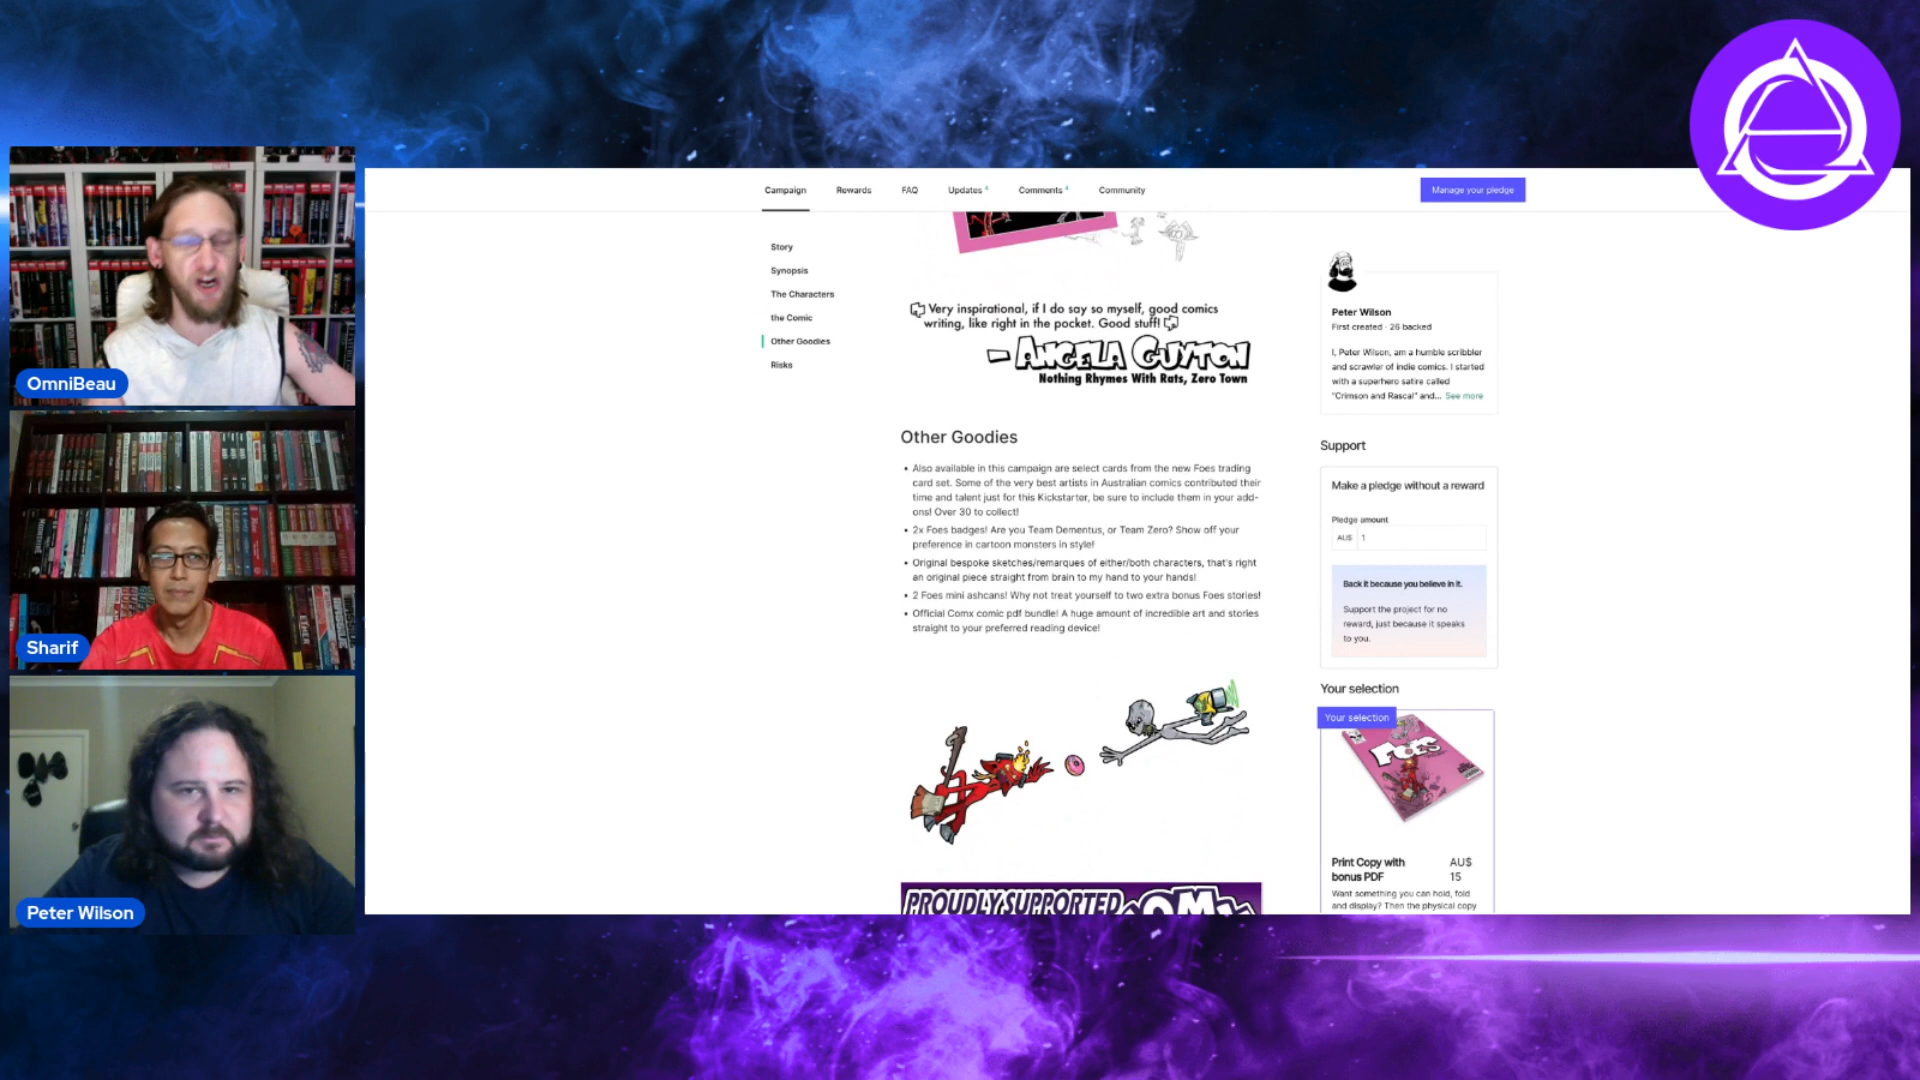 OmniBeau
Sharif
Peter Wilson
Campaign Rewards FAQ Updates 4 Comments 4 Community
Manage your pledge
Story
Synopsis
The Characters
the Comic
Other Goodies
Risks
Very inspirational, if I do say so myself, good comics
writing, like right in the pocket. Good stuff!
- ANGELA GUYTON
Nothing Rhymes With Rats, Zero Town
Other Goodies
• Also available in this campaign are select cards from the new Foes trading
card set. Some of the very best artists in Australian comics contributed their
time and talent just for this Kickstarter, be sure to include them in your add-
ons! Over 30 to collect!
• 2x Foes badges! Are you Team Dementus, or Team Zero? Show off your
preference in cartoon monsters in style!
• Original bespoke sketches/remarques of either/both characters, that's right
an original piece straight from brain to my hand to your hands!
• 2 Foes mini ashcans! Why not treat yourself to two extra bonus Foes stories!
• Official Comx comic pdf bundle! A huge amount of incredible art and stories
straight to your preferred reading device!
PROUDLY SUPPORTED
Peter Wilson
First created · 26 backed
I, Peter Wilson, am a humble scribbler
and scrawler of indie comics. I started
with a superhero satire called
"Crimson and Rascal" and... See more
Support
Make a pledge without a reward
Pledge amount
AU$ 1
Back it because you believe in it.
Support the project for no
reward, just because it speaks
to you.
Your selection
Your selection
FOES
Print Copy with
bonus PDF
AU$
15
Want something you can hold, fold
and display? Then the physical copy